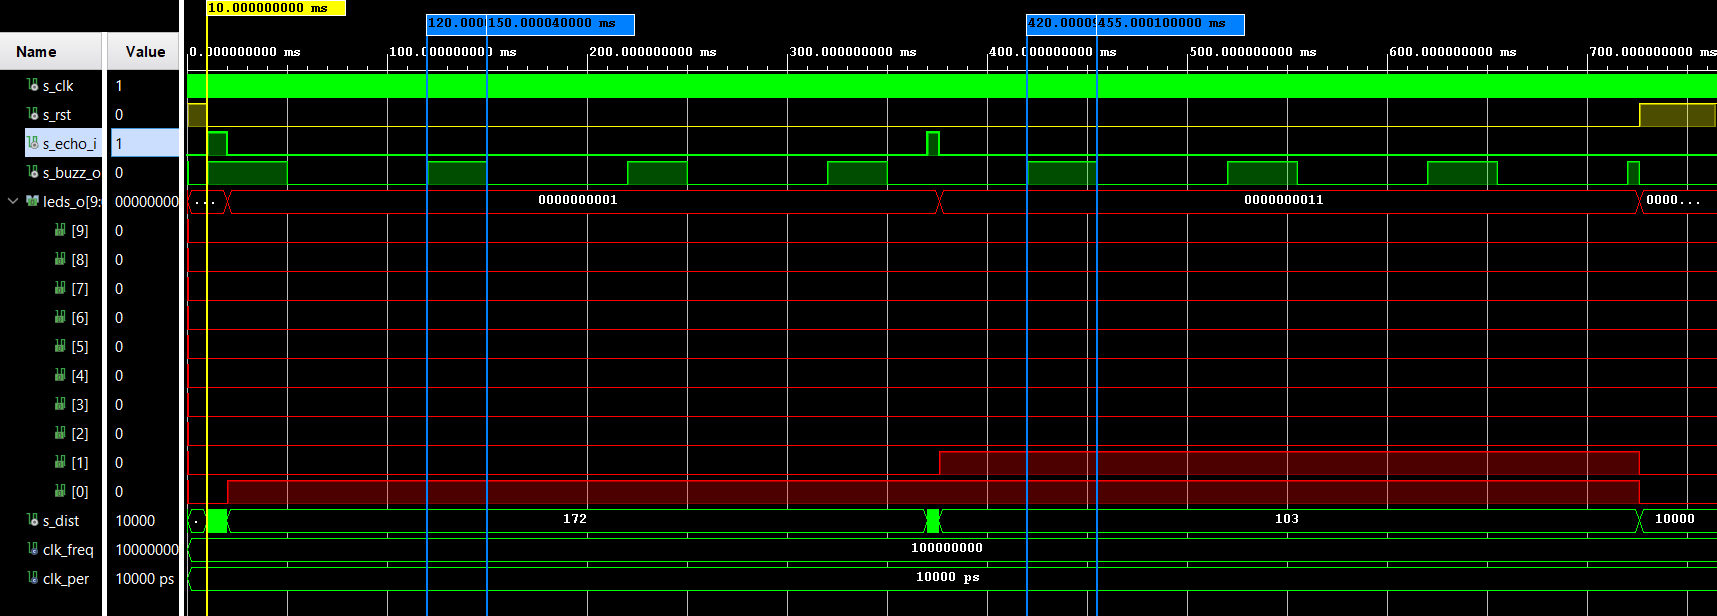 10.000000000 ms
120.000 150.000040000 ms 420.0000 455.000100000 ms
Name Value 0.000000000 ms 100.000000000 ms 200.000000000 ms 300.000000000 ms 400.000000000 ms 500.000000000 ms 600.000000000 ms 700.000000000 ms
s_clk 1
s_rst 0
s_echo_i 1
s_buzz_o 0
leds_o[9: 00000000 ... 0000000001 0000000011 0000...
[9] 0
[8] 0
[7] 0
[6] 0
[5] 0
[4] 0
[3] 0
[2] 0
[1] 0
[0] 0
s_dist 10000 . 172 103 10000
clk_freq 10000000 100000000
clk_per 10000 ps 10000 ps